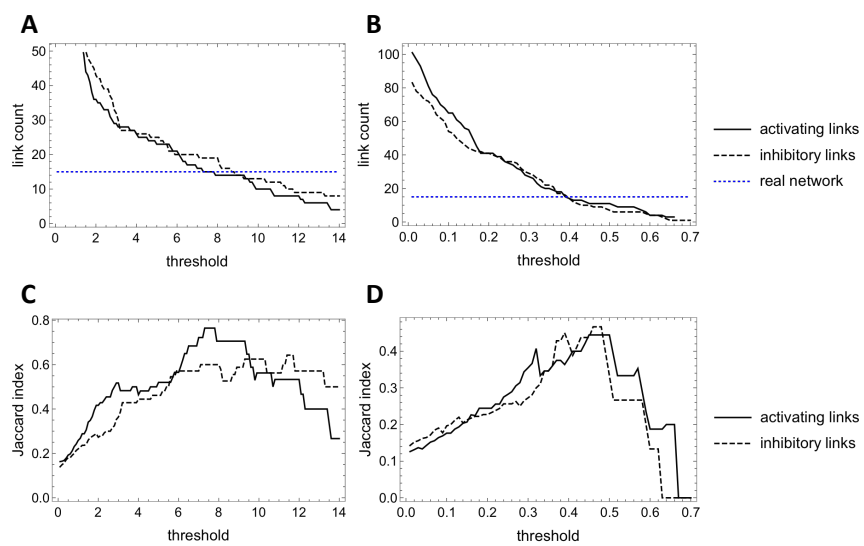 A
B
50
40
30
20
10
0
link count
0 2 4 6 8 10 12 14
threshold
100
80
60
40
20
0
link count
0.0 0.1 0.2 0.3 0.4 0.5 0.6 0.7
threshold
activating links
inhibitory links
real network
C
D
0.8
0.6
0.4
0.2
0.0
Jaccard index
0 2 4 6 8 10 12 14
threshold
0.4
0.3
0.2
0.1
0.0
Jaccard index
0.0 0.1 0.2 0.3 0.4 0.5 0.6 0.7
threshold
activating links
inhibitory links